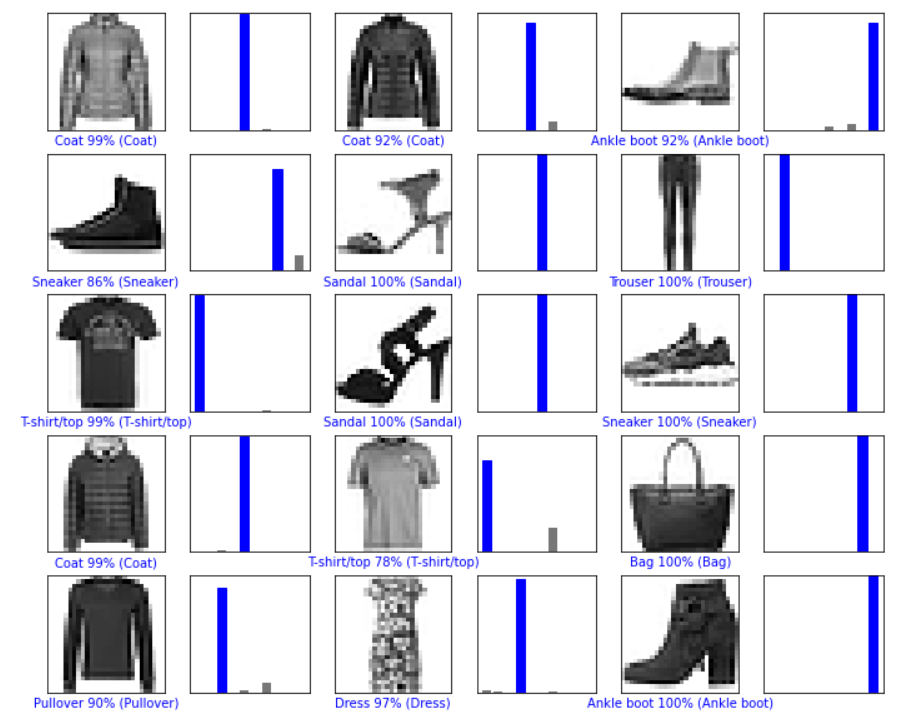 Coat 99% (Coat)
Coat 92% (Coat)
Ankle boot 92% (Ankle boot)
Sneaker 86% (Sneaker)
Sandal 100% (Sandal)
Trouser 100% (Trouser)
T-shirt/top 99% (T-shirt/top)
Sandal 100% (Sandal)
Sneaker 100% (Sneaker)
Coat 99% (Coat)
T-shirt/top 78% (T-shirt/top)
Bag 100% (Bag)
Pullover 90% (Pullover)
Dress 97% (Dress)
Ankle boot 100% (Ankle boot)